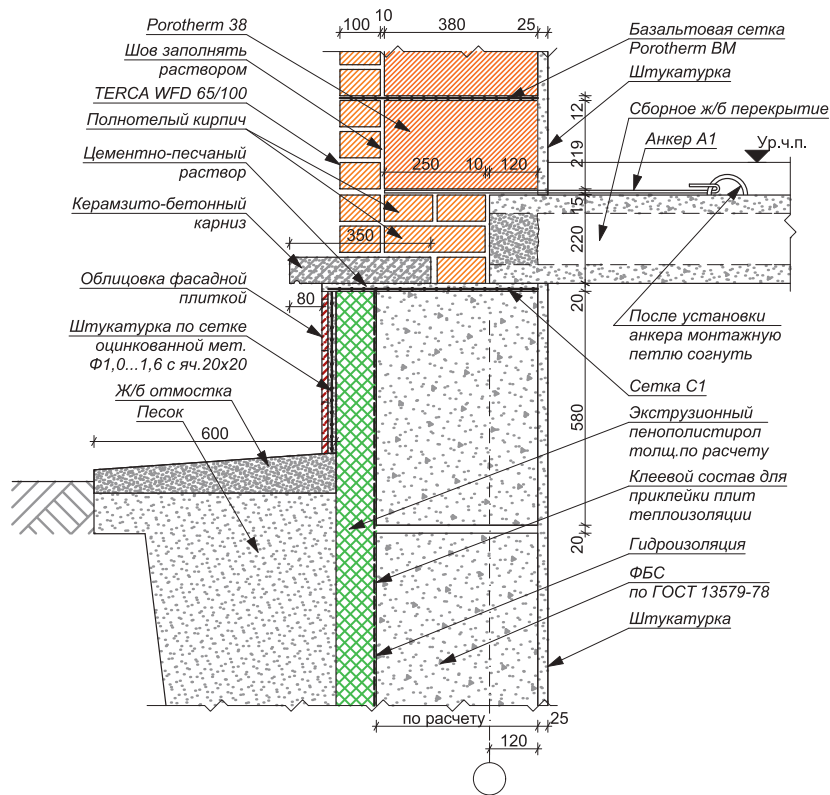 10
100
380
25
Porotherm 38
Шов заполнять
раствором
TERCA WFD 65/100
Полнотелый кирпич
Цементно-песчаный
раствор
Керамзито-бетонный
карниз
350
Облицовка фасадной
плиткой
80
Штукатурка по сетке
оцинкованной мет.
Ф1,0...1,6 с яч.20х20
Ж/б отмостка
Песок
600
250
10
120
Базальтовая сетка
Porotherm BM
Штукатурка
12
Сборное ж/б перекрытие
Анкер А1
Ур.ч.п.
219
15
220
20
После установки
анкера монтажную
петлю согнуть
Сетка С1
580
Экструзионный
пенополистирол
толщ.по расчету
Клеевой состав для
приклейки плит
теплоизоляции
20
Гидроизоляция
ФБС
по ГОСТ 13579-78
Штукатурка
по расчету
25
120